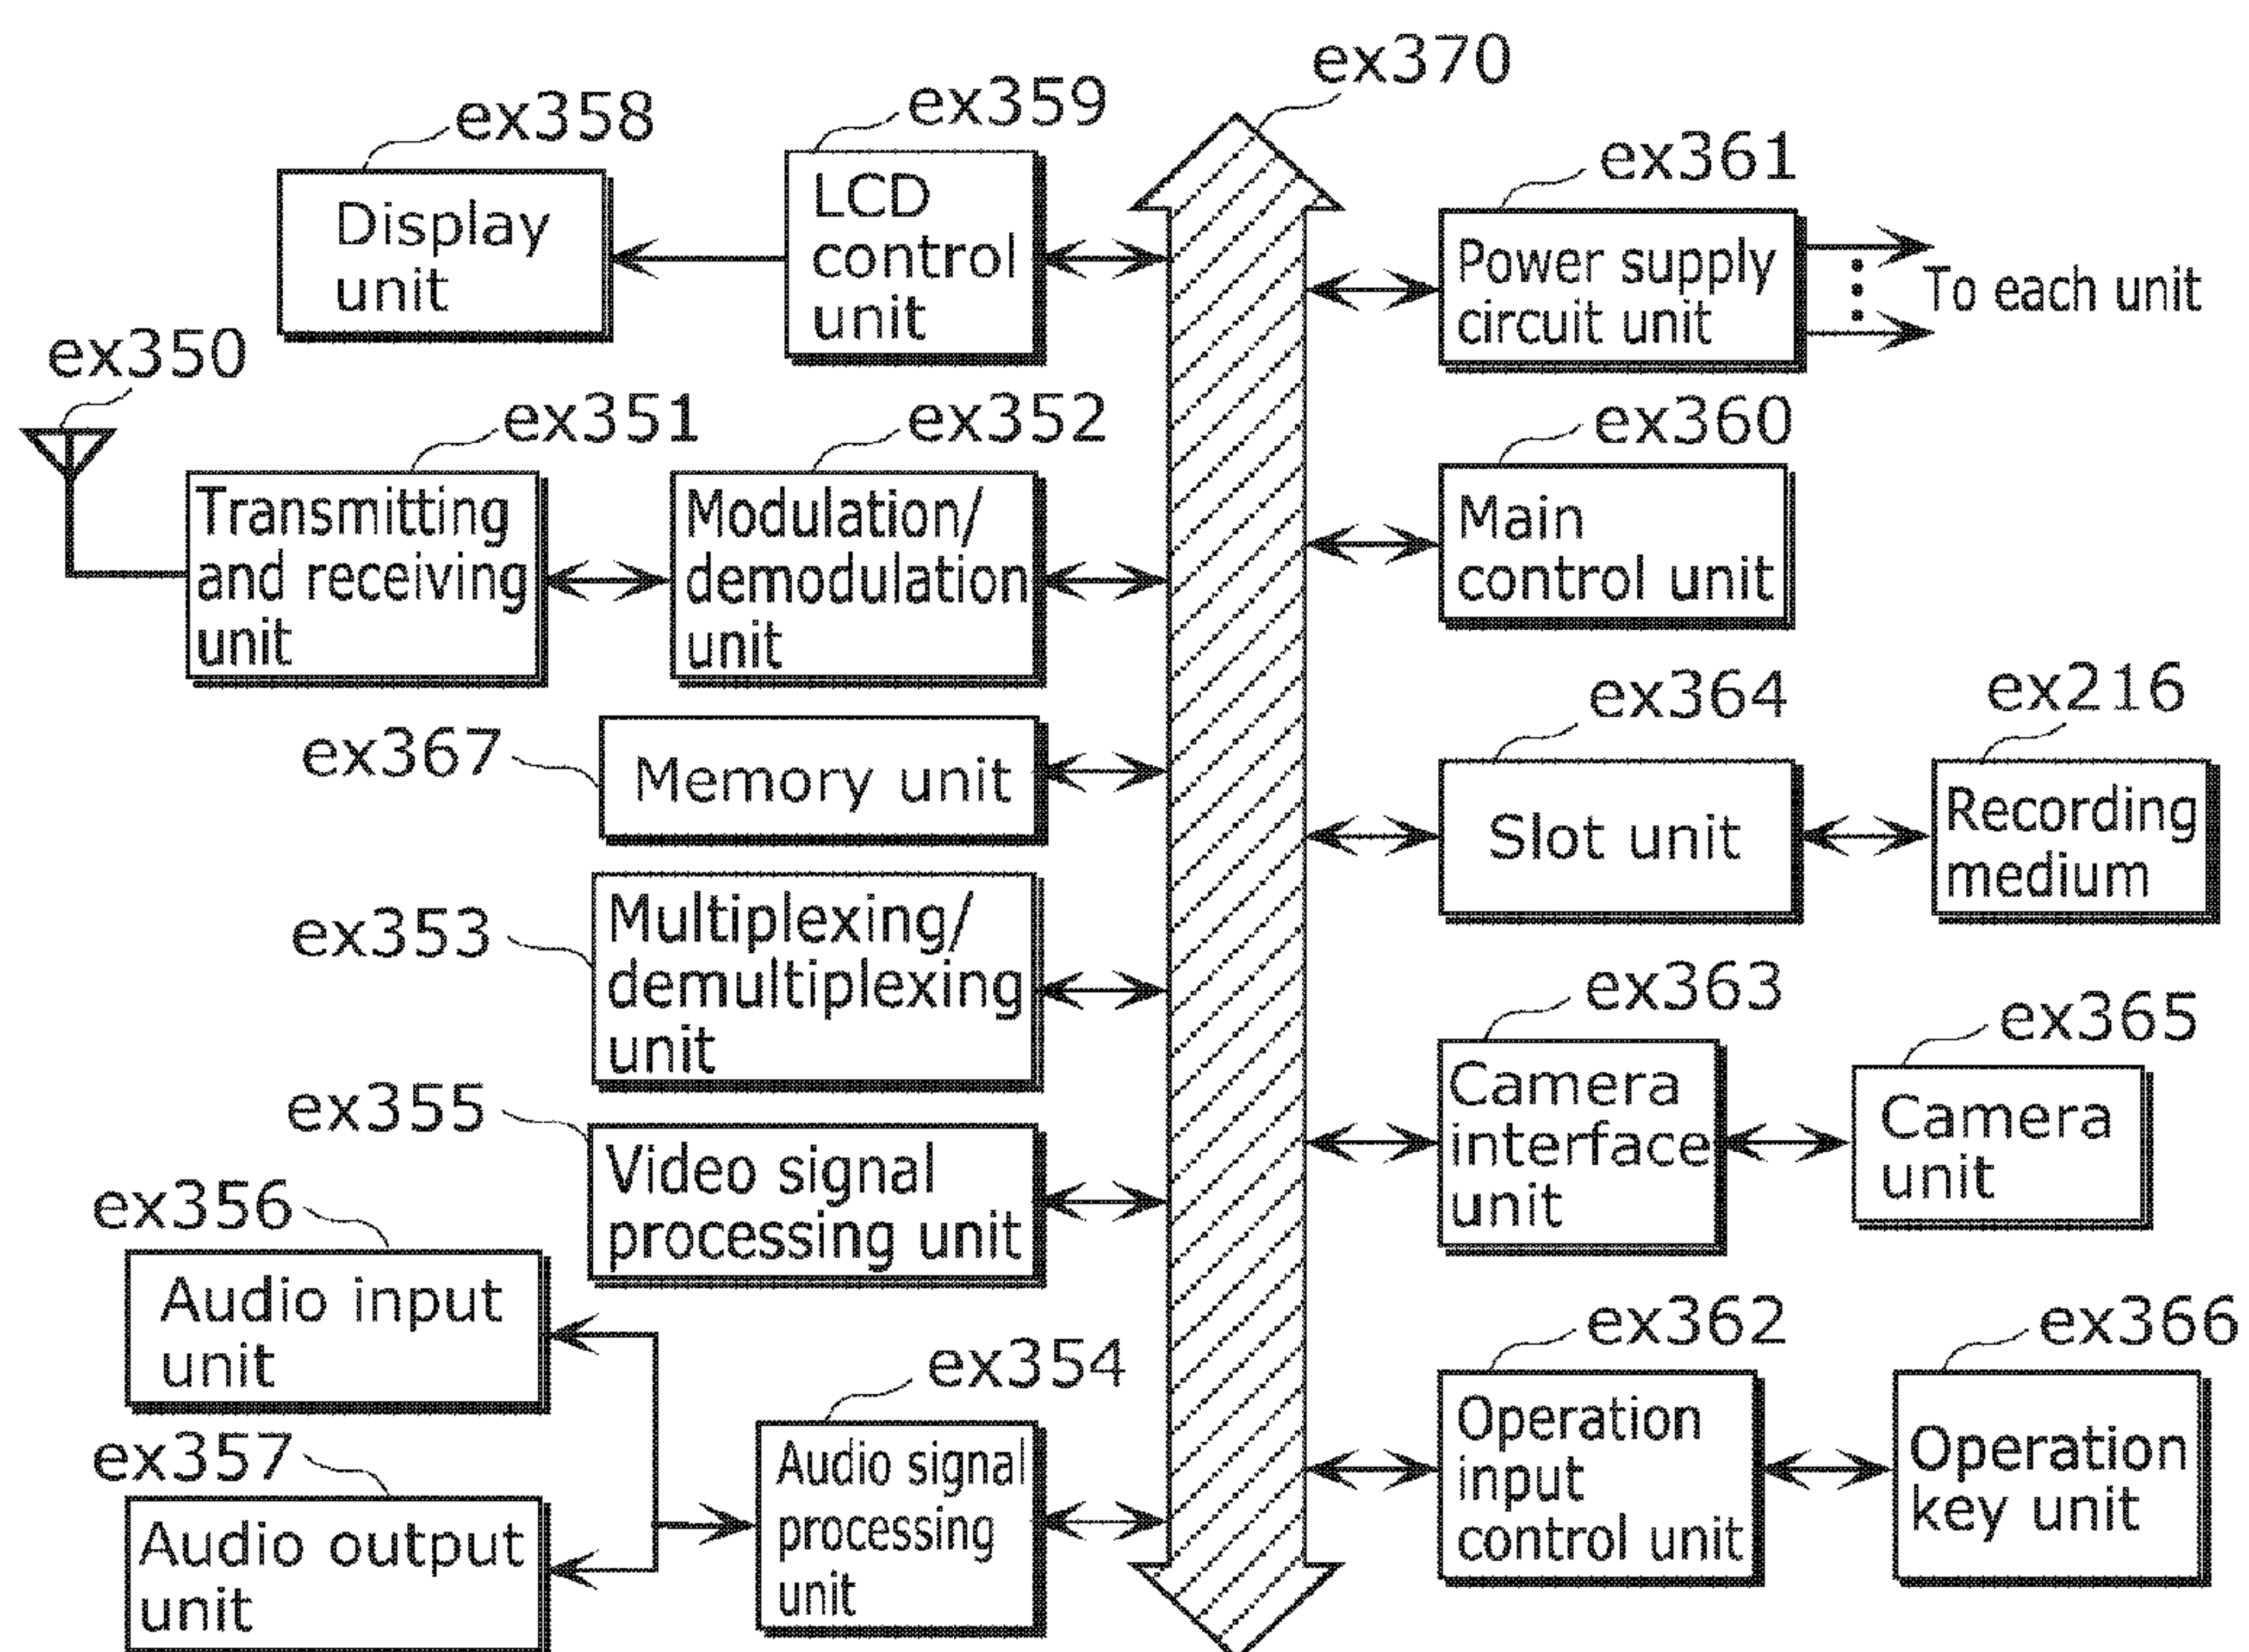 ex370
ex359
ex358
ex361
LCD
control
unit
Display
unit
Power supply
circuit unit
To each unit
ex350
ex351
ex352
ex360
Transmitting
and receiving
unit
Modulation/
demodulation
unit
Main
control unit
ex364
ex216
ex367
Memory unit
Slot unit
Recording
medium
ex353
Multiplexing/
demultiplexing
unit
ex363
ex365
Camera
interface
unit
Camera
unit
ex355
Video signal
processing unit
ex356
Audio input
unit
ex354
ex362
ex366
ex357
Audio output
unit
Audio signal
processing
unit
Operation
input
control unit
Operation
key unit